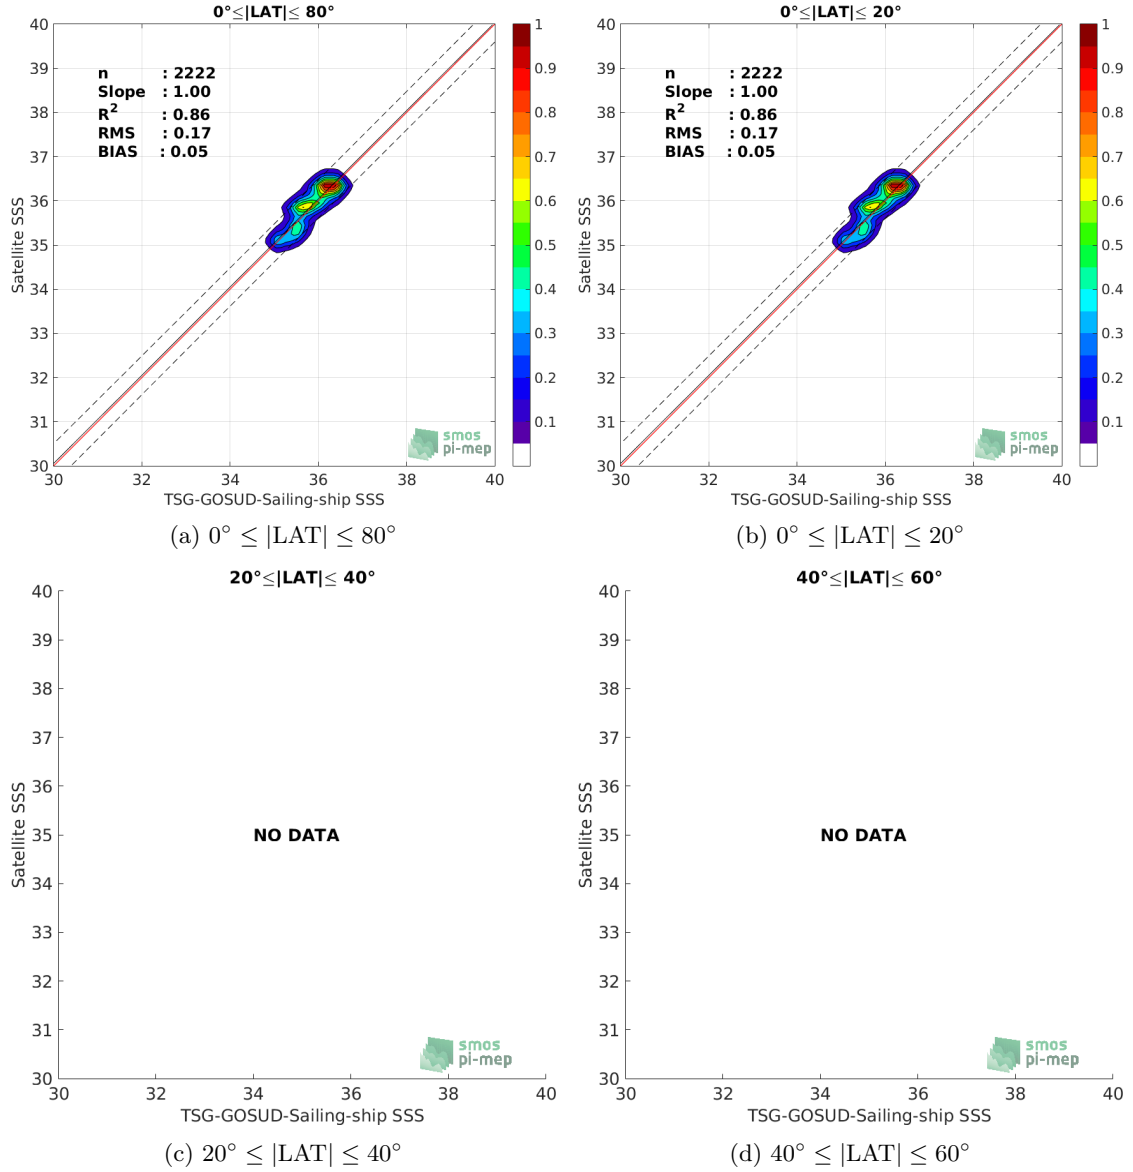 0°≤|LAT|≤ 80°
40
39
38
37
36
35
34
33
32
31
30
Satellite SSS
n : 2222
Slope : 1.00
R2 : 0.86
RMS : 0.17
BIAS : 0.05
smos
pi-mep
30 32 34 36 38 40
TSG-GOSUD-Sailing-ship SSS
1
0.9
0.8
0.7
0.6
0.5
0.4
0.3
0.2
0.1
(a) 0° ≤ |LAT| ≤ 80°
0°≤|LAT|≤ 20°
40
39
38
37
36
35
34
33
32
31
30
Satellite SSS
n : 2222
Slope : 1.00
R2 : 0.86
RMS : 0.17
BIAS : 0.05
smos
pi-mep
30 32 34 36 38 40
TSG-GOSUD-Sailing-ship SSS
1
0.9
0.8
0.7
0.6
0.5
0.4
0.3
0.2
0.1
(b) 0° ≤ |LAT| ≤ 20°
20°≤|LAT|≤ 40°
40
39
38
37
36
35
34
33
32
31
30
Satellite SSS
NO DATA
smos
pi-mep
30 32 34 36 38 40
TSG-GOSUD-Sailing-ship SSS
(c) 20° ≤ |LAT| ≤ 40°
40°≤|LAT|≤ 60°
40
39
38
37
36
35
34
33
32
31
30
Satellite SSS
NO DATA
smos
pi-mep
30 32 34 36 38 40
TSG-GOSUD-Sailing-ship SSS
(d) 40° ≤ |LAT| ≤ 60°